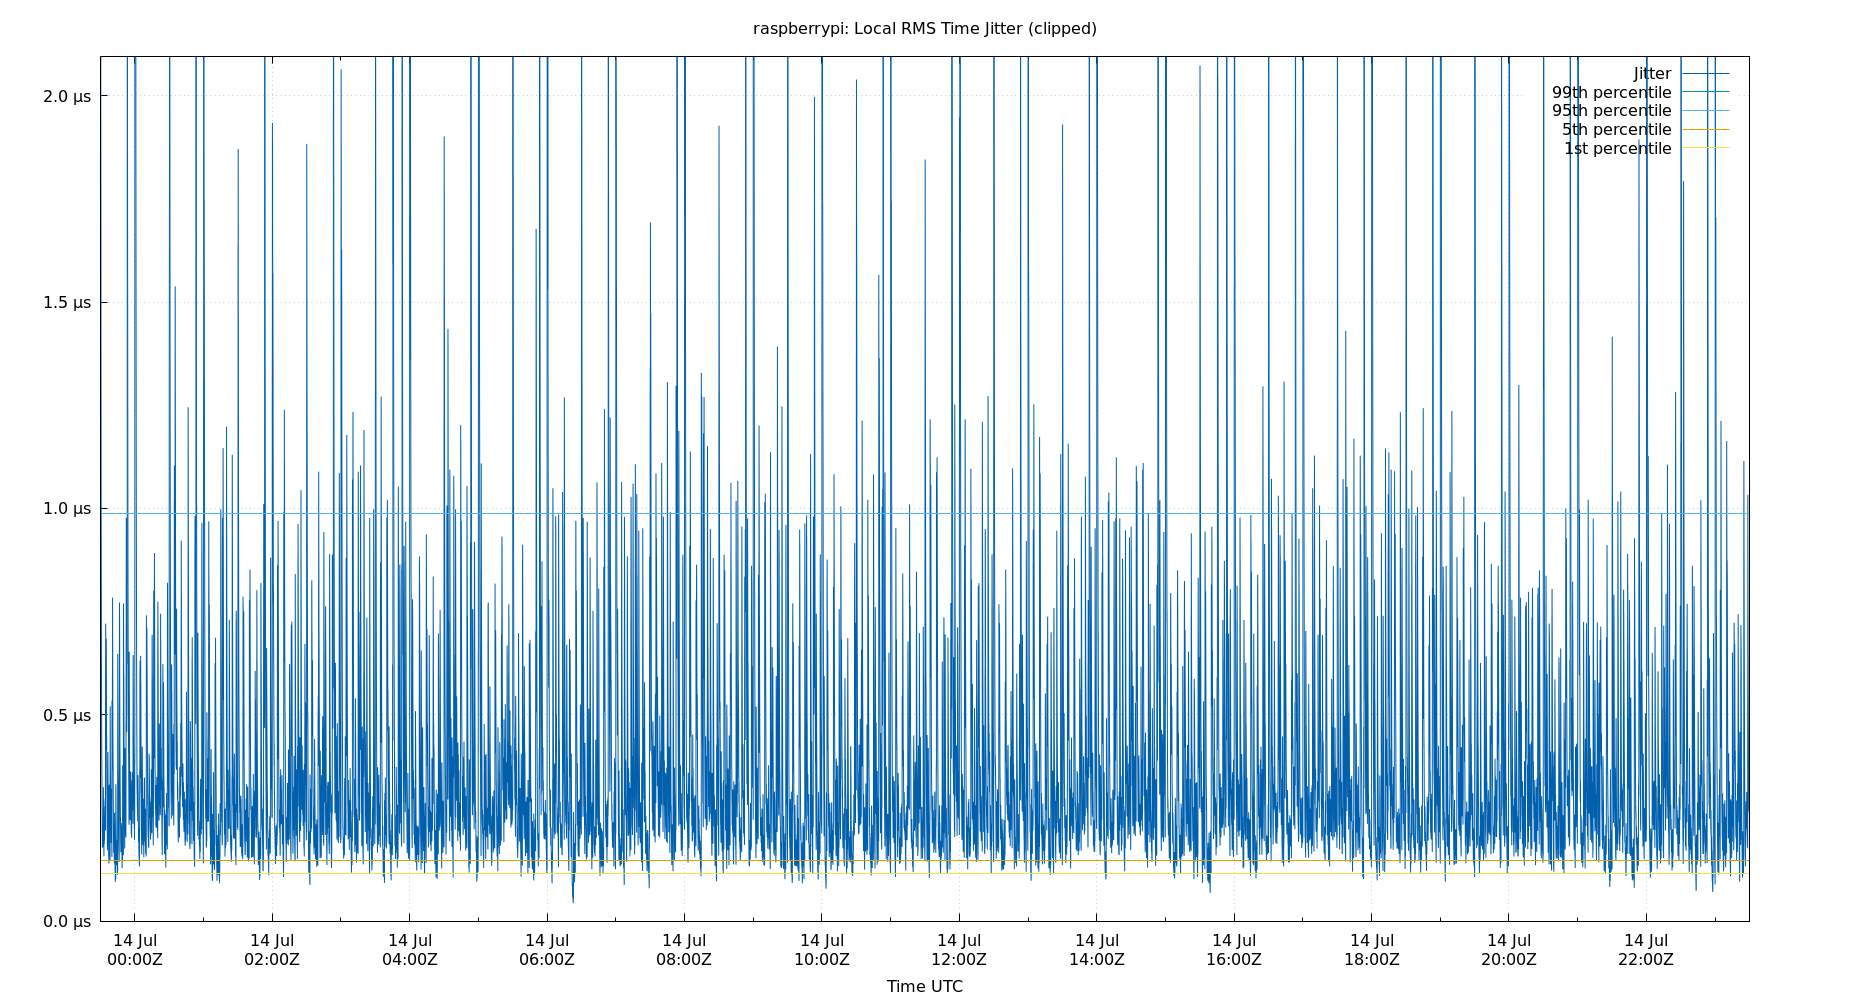 raspberrypi: Local RMS Time Jitter (clipped)
Jitter
99th percentile
95th percentile
5th percentile
1st percentile
2.0 µs
1.5 µs
1.0 µs
0.5 µs
0.0 µs
14 Jul 14 Jul 14 Jul 14 Jul 14 Jul 14 Jul 14 Jul 14 Jul 14 Jul 14 Jul 14 Jul 14 Jul
00:00Z 02:00Z 04:00Z 06:00Z 08:00Z 10:00Z 12:00Z 14:00Z 16:00Z 18:00Z 20:00Z 22:00Z
Time UTC